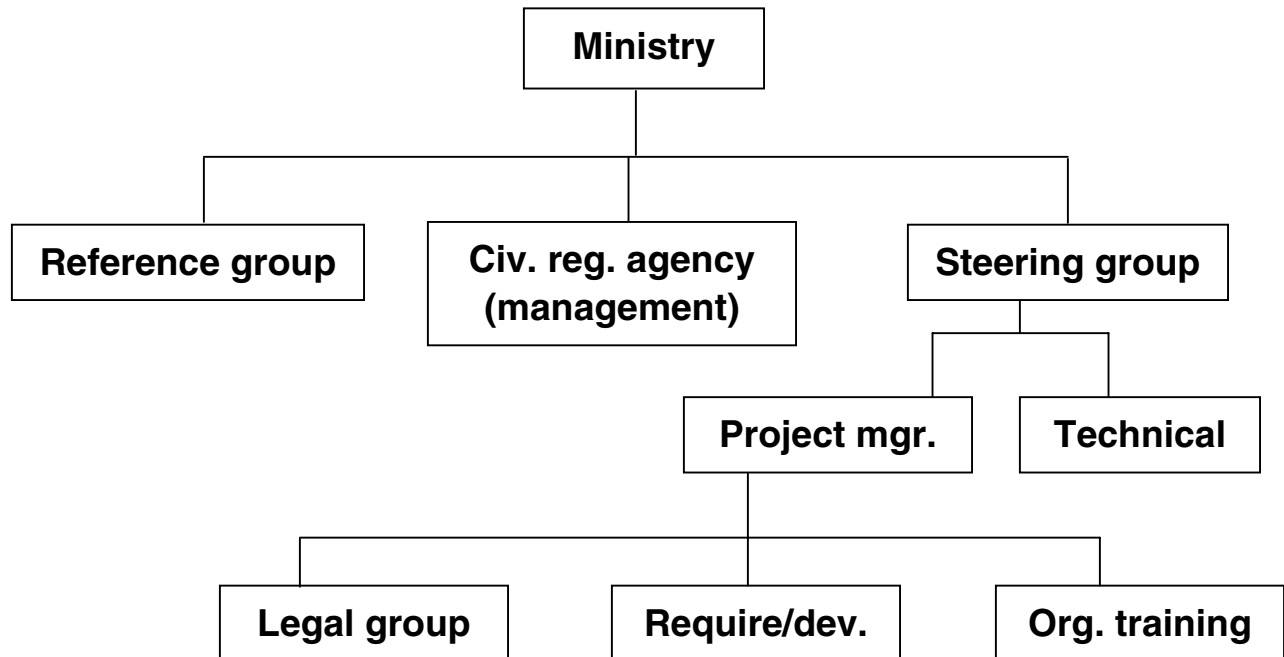 Ministry
Reference group
Civ. reg. agency
(management)
Steering group
Project mgr.
Technical
Legal group
Require/dev.
Org. training